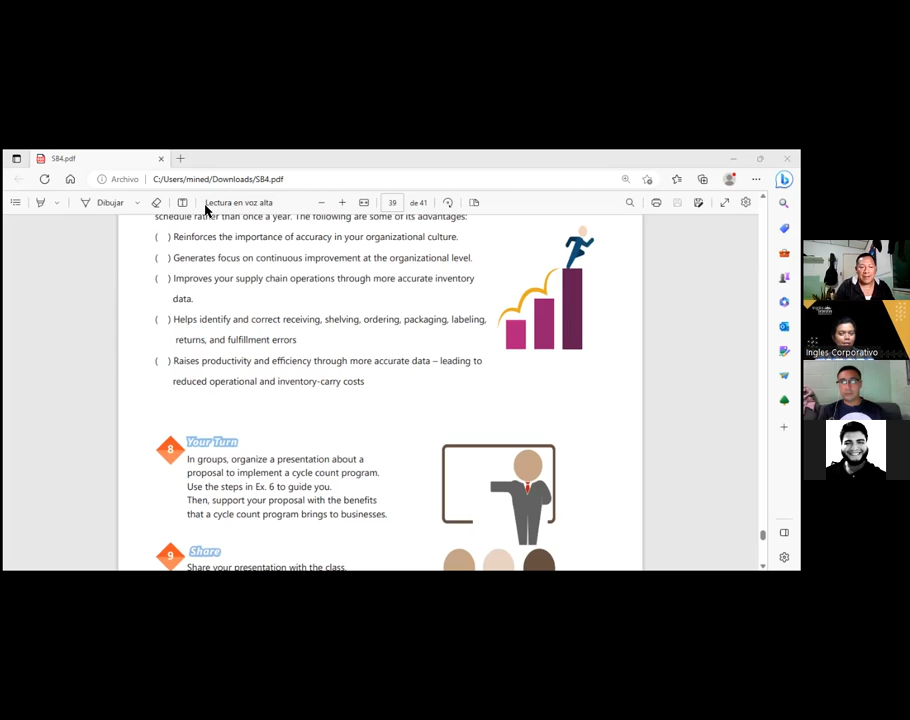 SB4.pdf
Archivo C:/Users/mined/Downloads/SB4.pdf
Dibujar Lectura en voz alta 39 de 41
schedule rather than once a year. The following are some of its advantages:
( ) Reinforces the importance of accuracy in your organizational culture.
( ) Generates focus on continuous improvement at the organizational level.
( ) Improves your supply chain operations through more accurate inventory
data.
( ) Helps identify and correct receiving, shelving, ordering, packaging, labeling,
returns, and fulfillment errors
( ) Raises productivity and efficiency through more accurate data – leading to
reduced operational and inventory-carry costs
8 Your Turn
In groups, organize a presentation about a
proposal to implement a cycle count program.
Use the steps in Ex. 6 to guide you.
Then, support your proposal with the benefits
that a cycle count program brings to businesses.
9 Share
Share your presentation with the class.
Ingles Corporativo